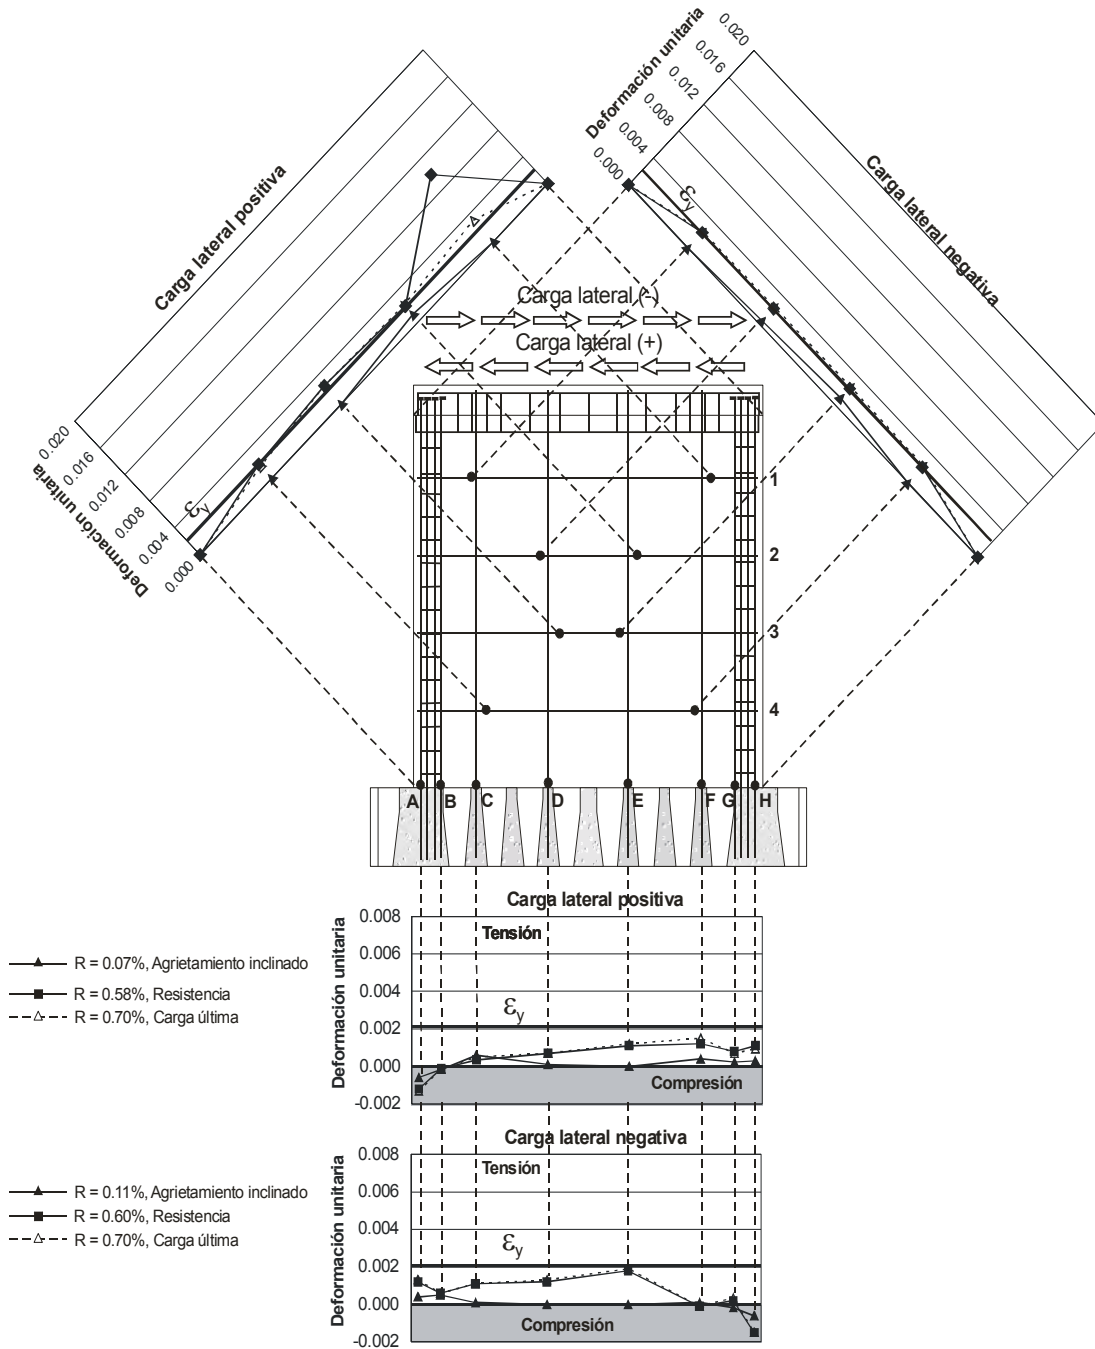 0.020
0.016
0.012
0.008
0.004
0.000
Deformación unitaria
Carga lateral positiva
Carga lateral negativa
εy
0.020
0.016
0.012
0.008
0.004
0.000
Deformación unitaria
εy
Carga lateral (-)
Carga lateral (+)
1
2
3
4
A B C D E F G H
Carga lateral positiva
0.008
0.006
0.004
0.002
0.000
-0.002
Deformación unitaria
Tensión
εy
Compresión
R = 0.07%, Agrietamiento inclinado
R = 0.58%, Resistencia
R = 0.70%, Carga última
Carga lateral negativa
0.008
0.006
0.004
0.002
0.000
-0.002
Deformación unitaria
Tensión
εy
Compresión
R = 0.11%, Agrietamiento inclinado
R = 0.60%, Resistencia
R = 0.70%, Carga última